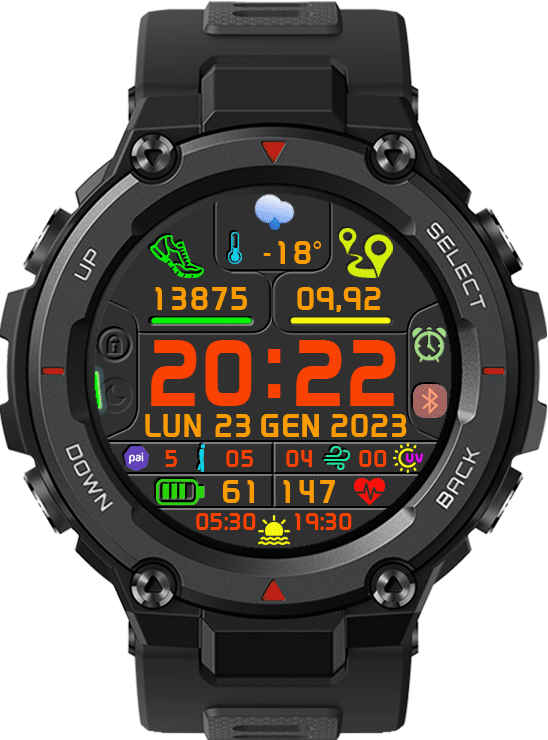 -18°
13875 09,92
UP
SELECT
20:22
LUN 23 GEN 2023
pai 5 05 04 00 UV
61 147
05:30 19:30
DOWN
BACK